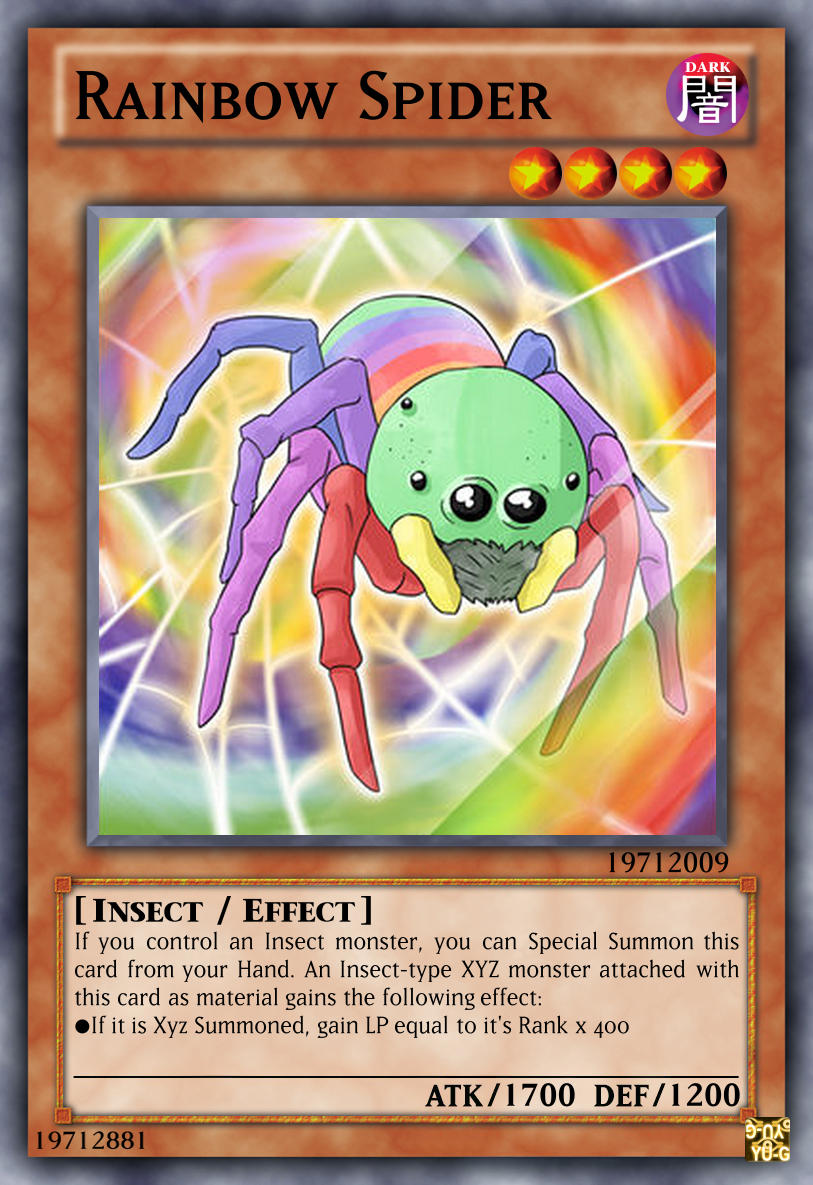 Rainbow Spider
DARK
闇
19712009
[ Insect / Effect ]
If you control an Insect monster, you can Special Summon this
card from your Hand. An Insect-type XYZ monster attached with
this card as material gains the following effect:
●If it is Xyz Summoned, gain LP equal to it's Rank x 400
ATK/1700 DEF/1200
19712881